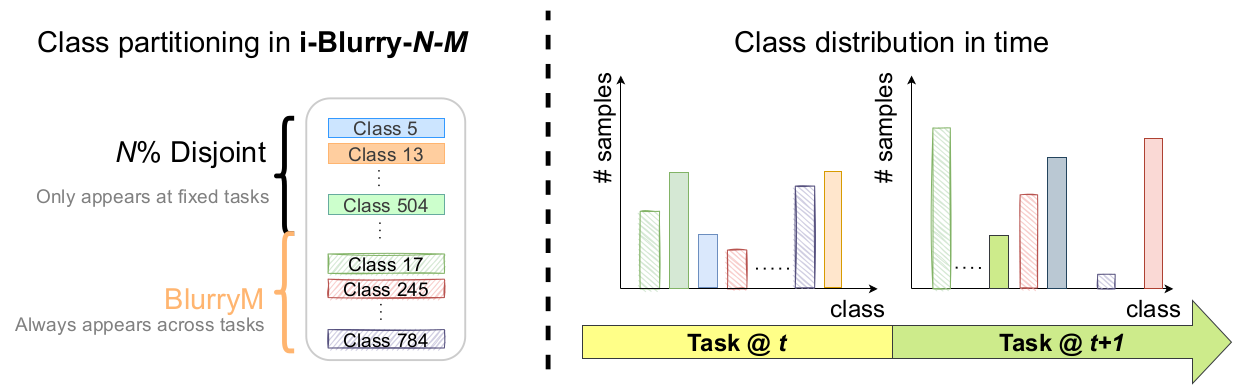 Class partitioning in i-Blurry-N-M
N% Disjoint
Only appears at fixed tasks
BlurryM
Always appears across tasks
Class 5
Class 13
Class 504
Class 17
Class 245
Class 784
Class distribution in time
# samples
class
# samples
class
Task @ t
Task @ t+1